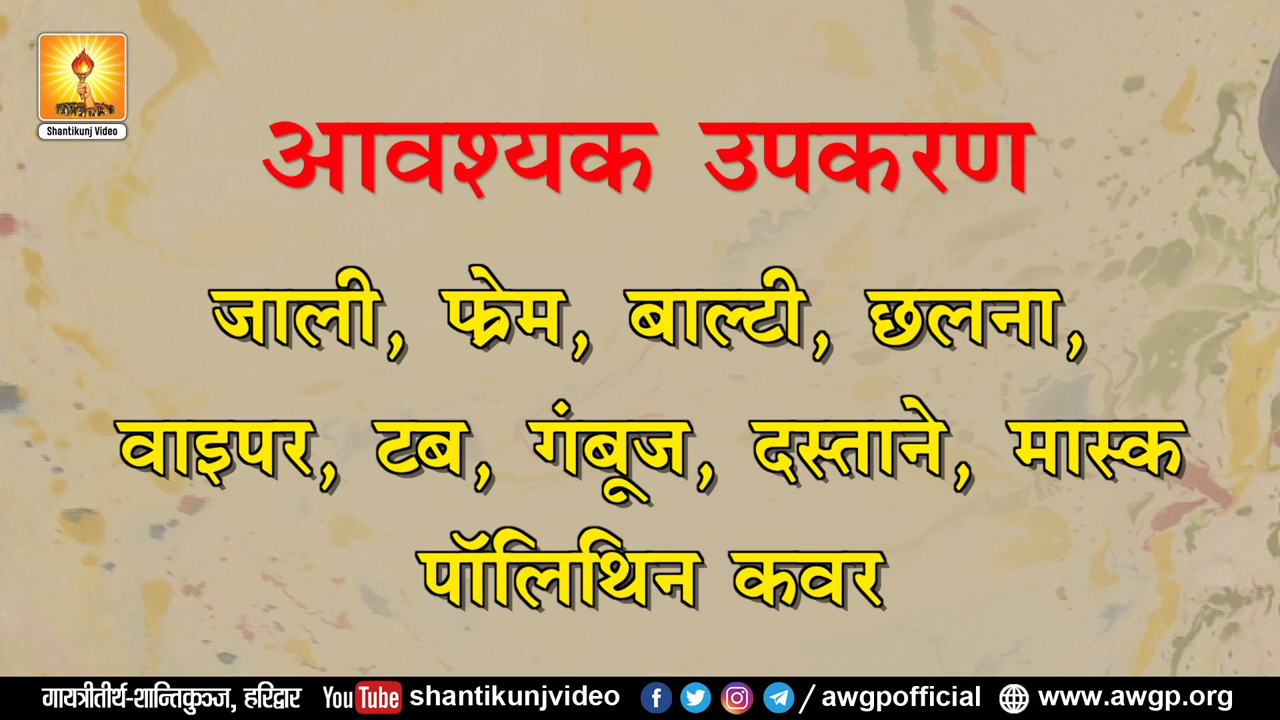 Shantikunj Video
आवश्यक उपकरण
जाली, फ्रेम, बाल्टी, छलना,
वाइपर, टब, गंबूज, दस्ताने, मास्क
पॉलिथिन कवर
गायत्रीतीर्थ-शान्तिकुञ्ज, हरिद्वार YouTube shantikunjvideo /awgpofficial www.awgp.org